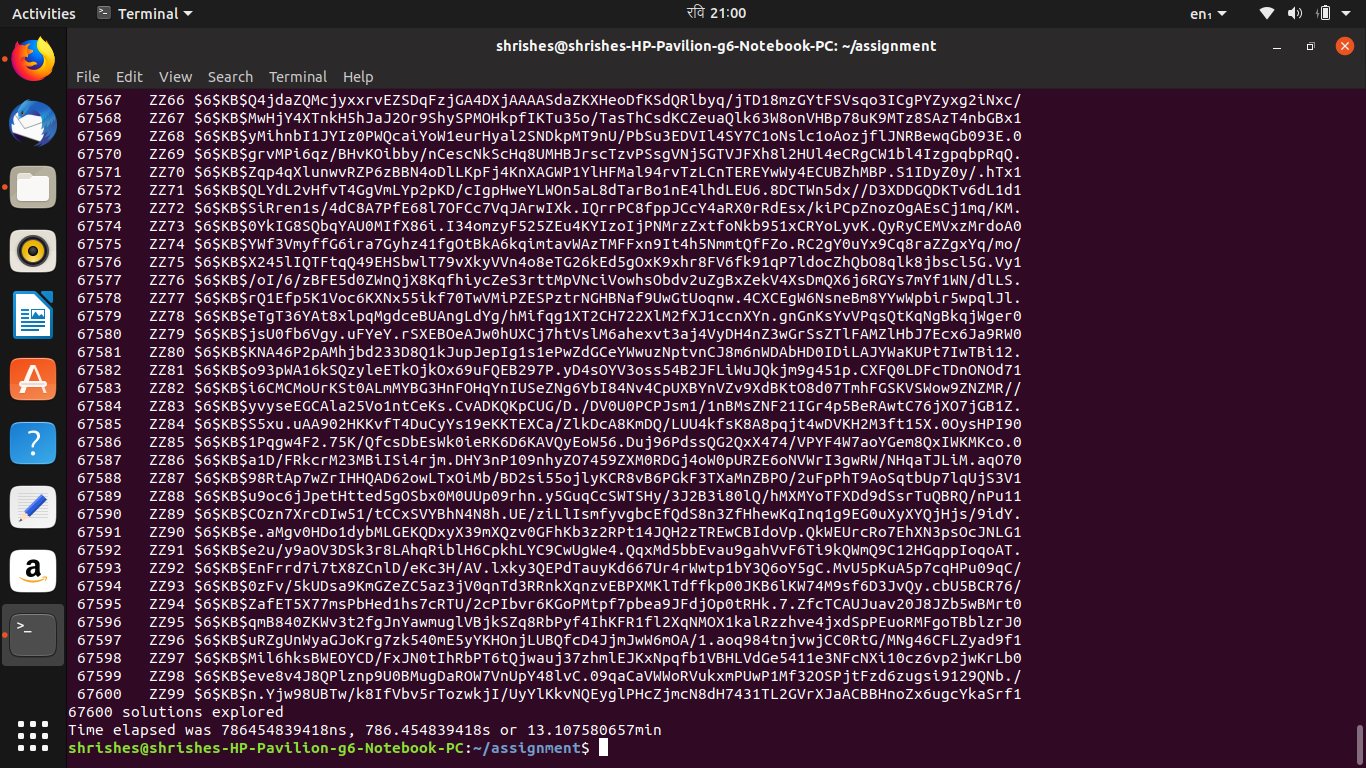 Activities Terminal रवि 21:00 en₁
shrishes@shrishes-HP-Pavilion-g6-Notebook-PC: ~/assignment
File Edit View Search Terminal Help
67567 ZZ66 $6$KB$Q4jdaZQMcjyxxrvEZSDqFzjGA4DXjAAAASdaZKXHeoDfKSdQRlbyq/jTD18mzGYtFSVsqo3ICgPYZyxg2iNxc/
67568 ZZ67 $6$KB$MwHjY4XTnkH5hJaJ2Or9ShySPMOHkpfIKTu35o/TasThCsdKCZeuaQlk63W8onVHBp78uK9MTz8SAzT4nbGBx1
67569 ZZ68 $6$KB$yMihnbI1JYIz0PWQcaiYoW1eurHyal2SNDkpMT9nU/PbSu3EDVIl4SY7C1oNslc1oAozjflJNRBewqGb093E.0
67570 ZZ69 $6$KB$grvMPi6qz/BHvKOibby/nCescNkScHq8UMHBJrscTzvPSsgVNj5GTVJFXh8l2HUl4eCRgCW1bl4IzgpqbpRqQ.
67571 ZZ70 $6$KB$Zqp4qXlunwvRZP6zBBN4oDlLKpFj4KnXAGWP1YlHFMal94rvTzLCnTEREYwWy4ECUBZhMBP.S1IDyZ0y/.hTx1
67572 ZZ71 $6$KB$QLYdL2vHfvT4GgVmLYp2pKD/cIgpHweYLWOn5aL8dTarBo1nE4lhdLEU6.8DCTWn5dx//D3XDDGQDKTv6dL1d1
67573 ZZ72 $6$KB$SiRren1s/4dC8A7PfE68l7OFCc7VqJArwIXk.IQrrPC8fppJCcY4aRX0rRdEsx/kiPCpZnozOgAEsCj1mq/KM.
67574 ZZ73 $6$KB$0YkIG8SQbqYAU0MIfX86i.I34omzyF525ZEu4KYIzoIjPNMrzZxtfoNkb951xCRYoLyvK.QyRyCEMVxzMrdoA0
67575 ZZ74 $6$KB$YWf3VmyffG6ira7Gyhz41fgOtBkA6kqimtavWAzTMFFxn9It4h5NmmtQfFZo.RC2gY0uYx9Cq8raZZgxYq/mo/
67576 ZZ75 $6$KB$X245lIQTFtqQ49EHSbwlT79vXkyVVn4o8eTG26kEd5gOxK9xhr8FV6fk91qP7ldocZhQbO8qlk8jbscl5G.Vy1
67577 ZZ76 $6$KB$/oI/6/zBFE5d0ZWnQjX8KqfhiycZeS3rttMpVNciVowhsObdv2uZgBxZekV4XsDmQX6j6RGYs7mYf1WN/dlLS.
67578 ZZ77 $6$KB$rQ1Efp5K1Voc6KXNx55ikf70TwVMiPZESPztrNGHBNaf9UwGtUoqnw.4CXCEgW6NsneBm8YYwWpbir5wpqlJl.
67579 ZZ78 $6$KB$eTgT36YAt8xlpqMgdceBUAngLdYg/hMifqg1XT2CH722XlM2fXJ1ccnXYn.gnGnKsYvVPqsQtKqNgBkqjWger0
67580 ZZ79 $6$KB$jsU0fb6Vgy.uFYeY.rSXEBOeAJw0hUXCj7htVslM6ahexvt3aj4VyDH4nZ3wGrSsZTlFAMZlHbJ7Ecx6Ja9RW0
67581 ZZ80 $6$KB$KNA46P2pAMhjbd233D8Q1kJupJepIg1s1ePwZdGCeYWwuzNptvnCJ8m6nWDAbHD0IDiLAJYWaKUPt7IwTBi12.
67582 ZZ81 $6$KB$o93pWA16kSQzyleETkOjkOx69uFQEB297P.yD4sOYV3oss54B2JFLiWuJQkjm9g451p.CXFQ0LDFcTDnONOd71
67583 ZZ82 $6$KB$i6CMCMoUrKSt0ALmMYBG3HnFOHqYnIUSeZNg6YbI84Nv4CpUXBYnVZv9XdBKtO8d07TmhFGSKVSWow9ZNZMR//
67584 ZZ83 $6$KB$yvyseEGCAla25Vo1ntCeKs.CvADKQKpCUG/D./DV0U0PCPJsm1/1nBMsZNF21IGr4p5BeRAwtC76jXO7jGB1Z.
67585 ZZ84 $6$KB$S5xu.uAA902HKKvfT4DuCyYs19eKKTEXCa/ZlkDcA8KmDQ/LUU4kfsK8A8pqjt4wDVKH2M3ft15X.0OysHPI90
67586 ZZ85 $6$KB$1Pqgw4F2.75K/QfcsDbEsWk0ieRK6D6KAVQyEoW56.Duj96PdssQG2QxX474/VPYF4W7aoYGem8QxIWKMKco.0
67587 ZZ86 $6$KB$a1D/FRkcrM23MBiISi4rjm.DHY3nP109nhyZO7459ZXM0RDGj4oW0pURZE6oNVWrI3gwRW/NHqaTJLiM.aqO70
67588 ZZ87 $6$KB$98RtAp7wZrIHHQAD62owLTxOiMb/BD2si55ojlyKCR8vB6PGkF3TXaMnZBPO/2uFpPhT9AoSqtbUp7lqUjS3V1
67589 ZZ88 $6$KB$u9oc6jJpetHtted5gOSbx0M0UUp09rhn.y5GuqCcSWTSHy/3J2B3i80lQ/hMXMYoTFXDd9dSsrTuQBRQ/nPu11
67590 ZZ89 $6$KB$COzn7XrcDIw51/tCCxSVYBhN4N8h.UE/ziLlIsmfyvgbcEfQdS8n3ZfHhewKqInq1g9EG0uXyXYQjHjs/9idY.
67591 ZZ90 $6$KB$e.aMgv0HDo1dybMLGEKQDxyX39mXQzv0GFhKb3z2RPt14JQH2zTREwCBIdoVp.QkWEUrcRo7EhXN3psOcJNLG1
67592 ZZ91 $6$KB$e2u/y9aOV3DSk3r8LAhqRiblH6CpkhLYC9CwUgWe4.QqxMd5bbEvau9gahVvF6Ti9kQWmQ9C12HGqppIoqoAT.
67593 ZZ92 $6$KB$EnFrrd7i7tX8ZCnlD/eKc3H/AV.lxky3QEPdTauyKd667Ur4rWwtp1bY3Q6oY5gC.MvU5pKuA5p7cqHPu09qC/
67594 ZZ93 $6$KB$0zFv/5kUDsa9KmGZeZC5az3jV0qnTd3RRnkXqnzvEBPXMKlTdffkp00JKB6lKW74M9sf6D3JvQy.cbU5BCR76/
67595 ZZ94 $6$KB$ZafET5X77msPbHed1hs7cRTU/2cPIbvr6KGoPMtpf7pbea9JFdjOp0tRHk.7.ZfcTCAUJuav20J8JZb5wBMrt0
67596 ZZ95 $6$KB$qmB840ZKWv3t2fgJnYawmuglVBjkSZq8RbPyf4IhKFR1fl2XqNMOX1kalRzzhve4jxdSpPEuoRMFgoTBblzrJ0
67597 ZZ96 $6$KB$uRZgUnWyaGJoKrg7zk540mE5yYKHOnjLUBQfcD4JjmJwW6mOA/1.aoq984tnjvwjCC0RtG/MNg46CFLZyad9f1
67598 ZZ97 $6$KB$Mil6hksBWEOYCD/FxJN0tIhRbPT6tQjwauj37zhmlEJKxNpqfb1VBHLVdGe5411e3NFcNXi10cz6vp2jwKrLb0
67599 ZZ98 $6$KB$eve8v4J8QPlznp9U0BMugDaROW7VnUpY48lvC.09qaCaVWWoRVukxmPUwP1Mf32OSPjtFzd6zugsi9129QNb./
67600 ZZ99 $6$KB$n.Yjw98UBTw/k8IfVbv5rTozwkjI/UyYlKkvNQEyglPHcZjmcN8dH7431TL2GVrXJaACBBHnoZx6ugcYkaSrf1
67600 solutions explored
Time elapsed was 786454839418ns, 786.454839418s or 13.107580657min
shrishes@shrishes-HP-Pavilion-g6-Notebook-PC:~/assignment$